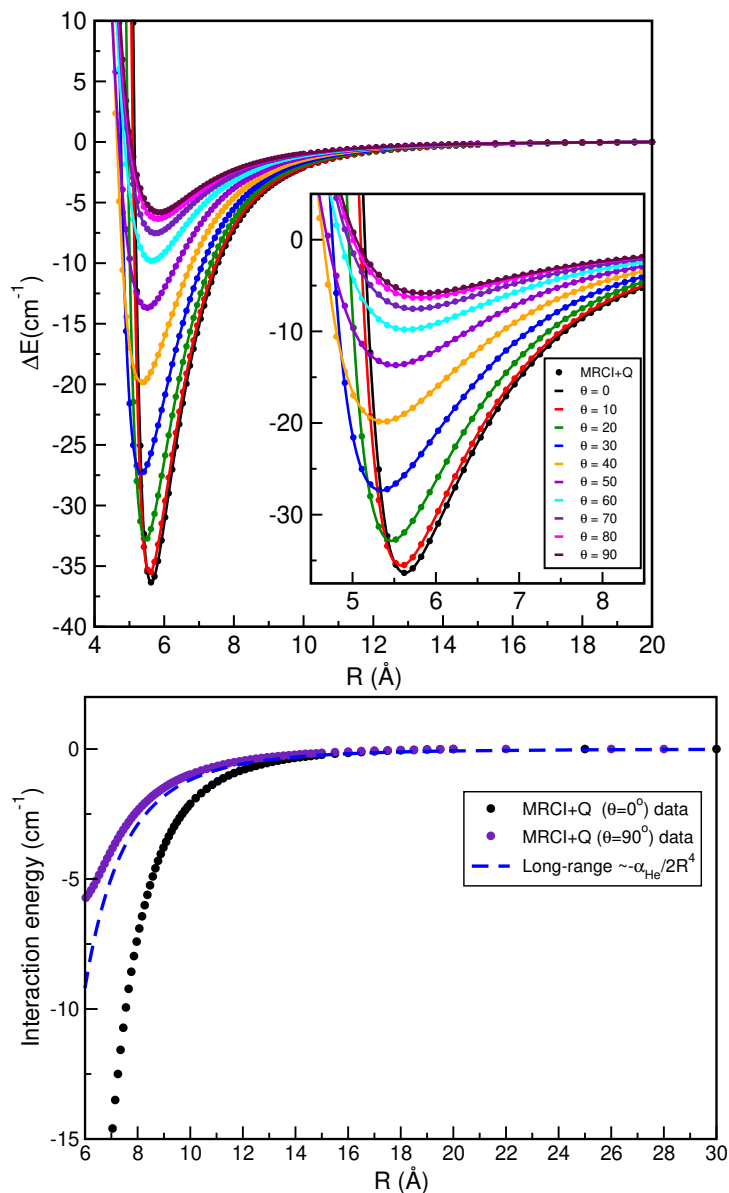 10
5
0
-5
-10
-15
-20
-25
-30
-35
-40
ΔE(cm⁻¹)
4 6 8 10 12 14 16 18 20
R (Å)
0
-10
-20
-30
5 6 7 8
MRCI+Q
θ = 0
θ = 10
θ = 20
θ = 30
θ = 40
θ = 50
θ = 60
θ = 70
θ = 80
θ = 90
0
-5
-10
-15
Interaction energy (cm⁻¹)
MRCI+Q (θ=0°) data
MRCI+Q (θ=90°) data
Long-range ~-α_He/2R⁴
6 8 10 12 14 16 18 20 22 24 26 28 30
R (Å)